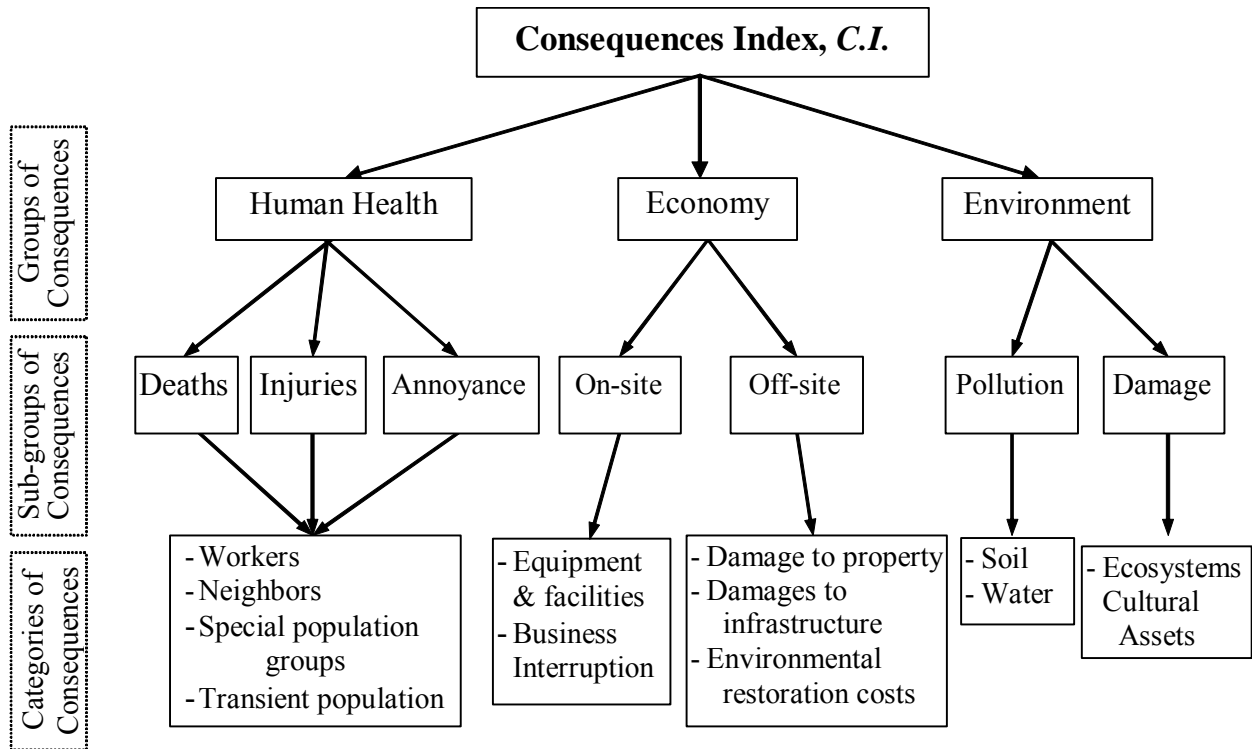 Consequences Index, C.I.
Groups of
Consequences
Human Health
Economy
Environment
Sub-groups of
Consequences
Deaths
Injuries
Annoyance
On-site
Off-site
Pollution
Damage
Categories of
Consequences
- Workers
- Neighbors
- Special population
groups
- Transient population
- Equipment
& facilities
- Business
Interruption
- Damage to property
- Damages to
infrastructure
- Environmental
restoration costs
- Soil
- Water
- Ecosystems
Cultural
Assets